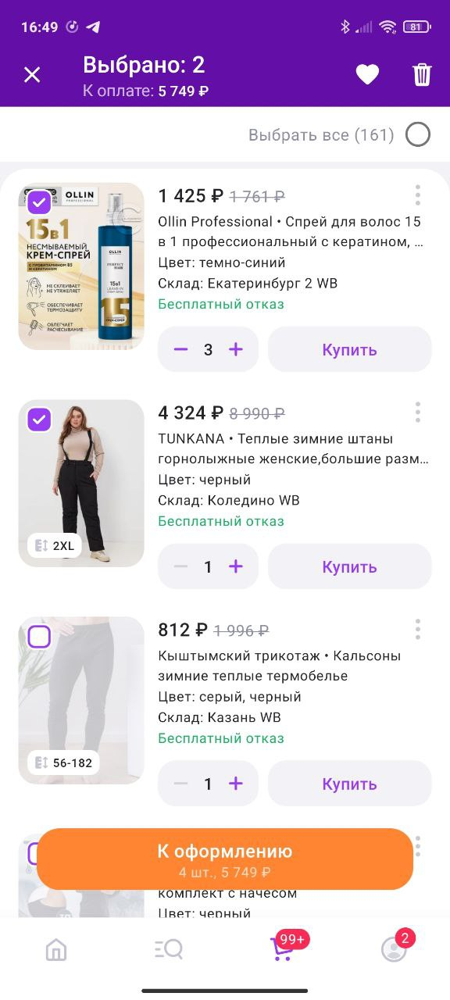 16:49
81
Выбрано: 2
К оплате: 5 749 ₽
Выбрать все (161)
OLLIN
PROFESSIONAL
15в1
НЕСМЫВАЕМЫЙ
КРЕМ-СПРЕЙ
С ПРОВИТАМИНОМ B5
И КЕРАТИНОМ
НЕ СКЛЕИВАЕТ
НЕ УТЯЖЕЛЯЕТ
ОБЕСПЕЧИВАЕТ
ТЕРМОЗАЩИТУ
ОБЛЕГЧАЕТ
РАСЧЕСЫВАНИЕ
OLLIN
PERFECT
HAIR
15в1
LEAVE-IN
15
1 425 ₽ 1 761 ₽
Ollin Professional • Спрей для волос 15
в 1 профессиональный с кератином, ...
Цвет: темно-синий
Склад: Екатеринбург 2 WB
Бесплатный отказ
3
Купить
2XL
4 324 ₽ 8 990 ₽
TUNKANA • Теплые зимние штаны
горнолыжные женские,большие разм...
Цвет: черный
Склад: Коледино WB
Бесплатный отказ
1
Купить
56-182
812 ₽ 1 996 ₽
Кыштымский трикотаж • Кальсоны
зимние теплые термобелье
Цвет: серый, черный
Склад: Казань WB
Бесплатный отказ
1
Купить
К оформлению
4 шт., 5 749 ₽
комплект с начесом
Цвет: черный
99+
2